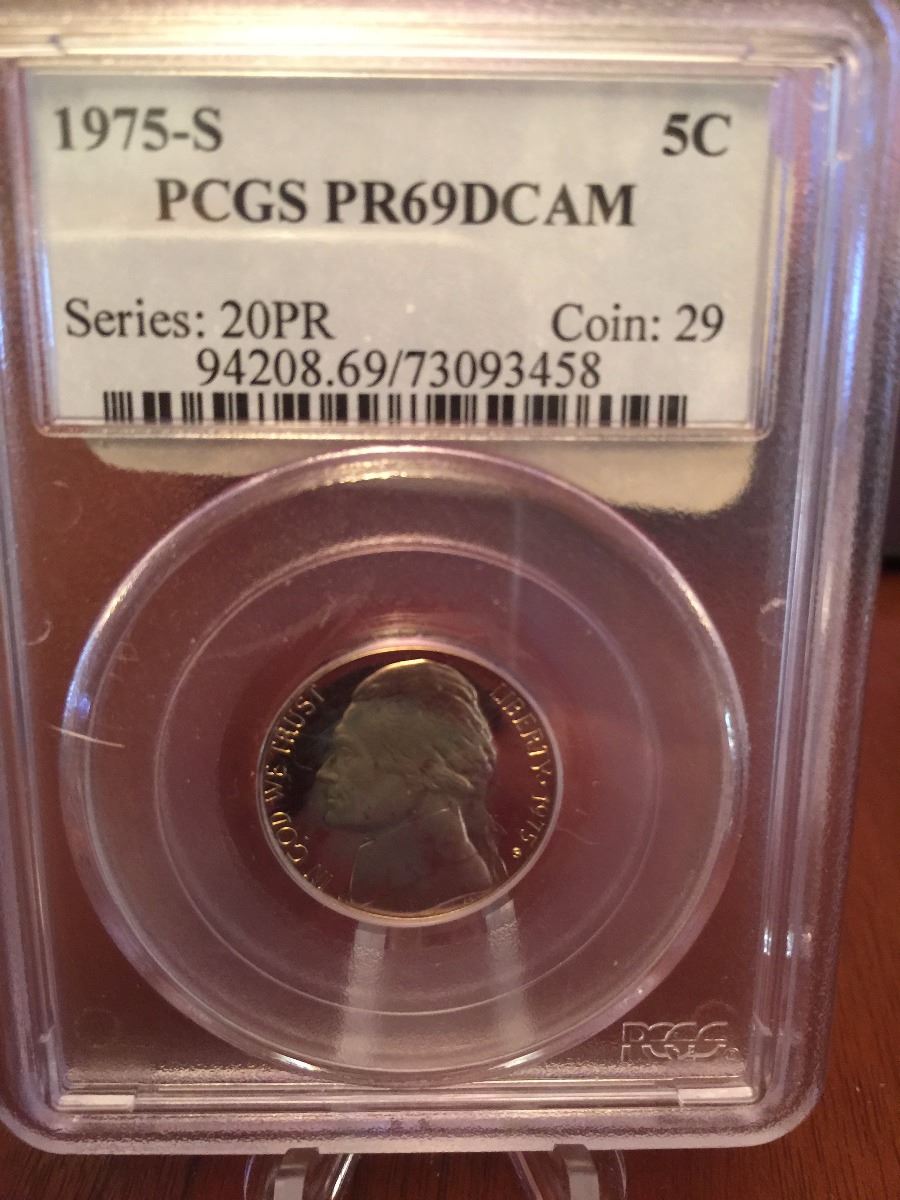 1975-S 5C
PCGS PR69DCAM
Series: 20PR Coin: 29
94208.69/73093458
IN GOD WE TRUST
LIBERTY · 1975
PCGS